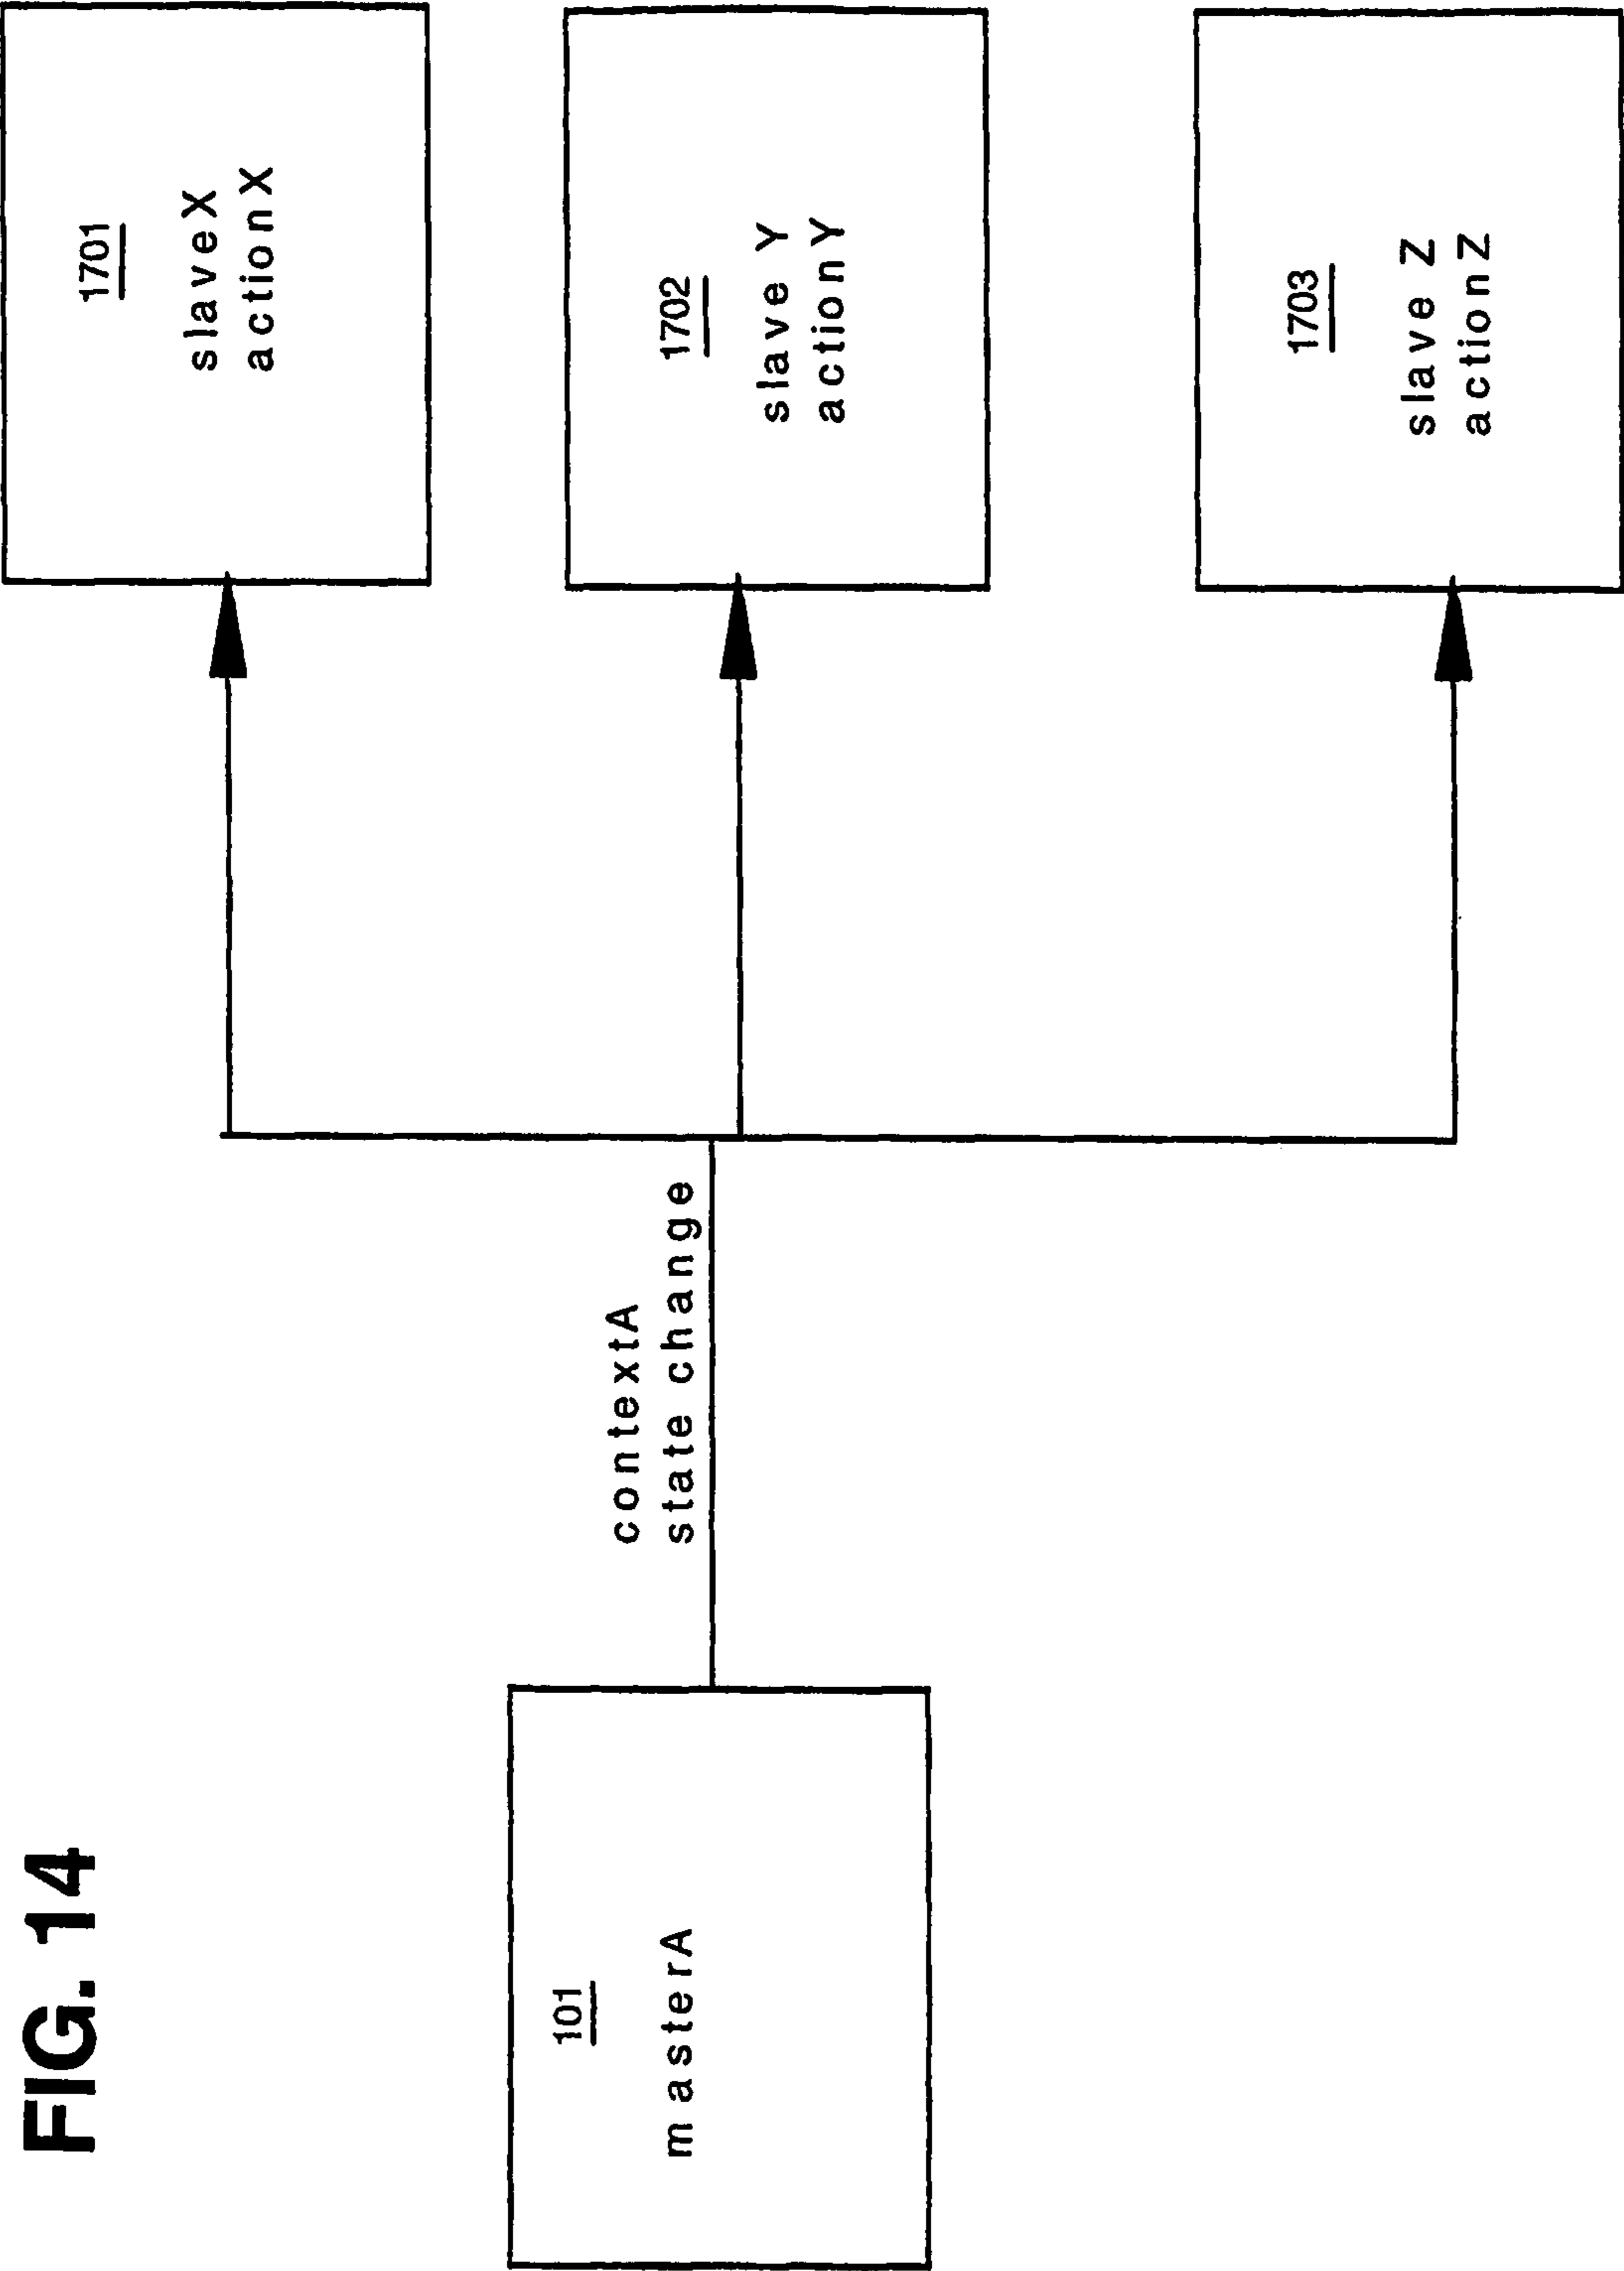 FIG. 14
101
masterA
contextA
state change
1701
slaveX
actionX
1702
slave Y
actionY
1703
slave Z
actionZ